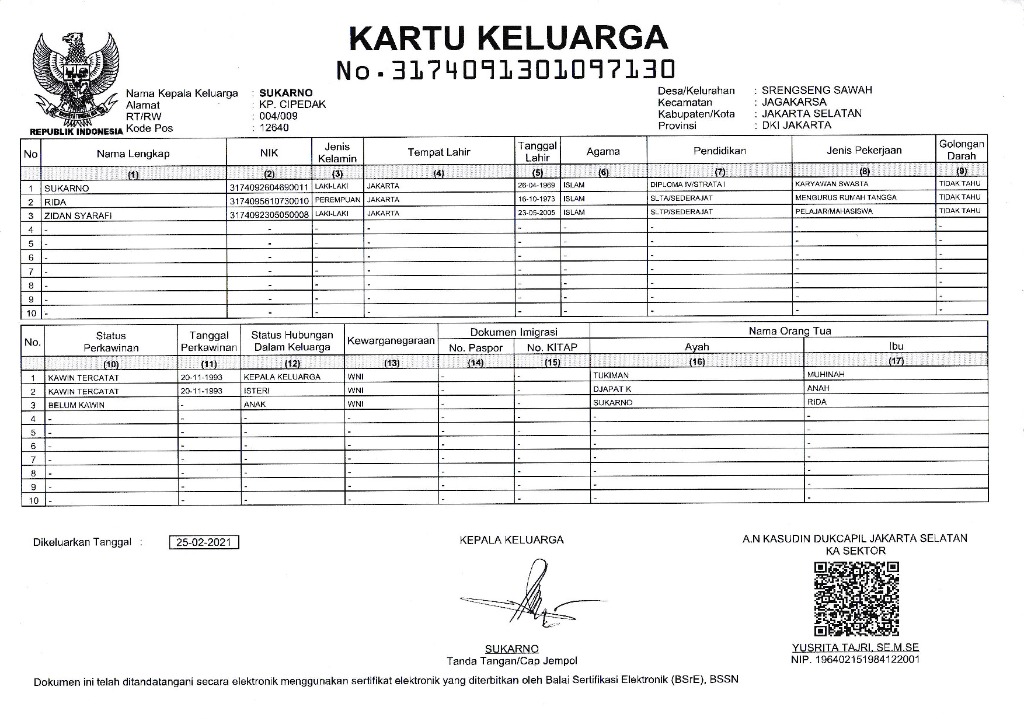 KARTU KELUARGA
No. 3174091301097130
REPUBLIK INDONESIA
Nama Kepala Keluarga : SUKARNO
Alamat : KP. CIPEDAK
RT/RW : 004/009
Kode Pos : 12640
Desa/Kelurahan : SRENGSENG SAWAH
Kecamatan : JAGAKARSA
Kabupaten/Kota : JAKARTA SELATAN
Provinsi : DKI JAKARTA
No Nama Lengkap NIK Jenis Kelamin Tempat Lahir Tanggal Lahir Agama Pendidikan Jenis Pekerjaan Golongan Darah
(1) (2) (3) (4) (5) (6) (7) (8) (9)
1 SUKARNO 3174092604690011 LAKI-LAKI JAKARTA 26-04-1969 ISLAM DIPLOMA IV/STRATA I KARYAWAN SWASTA TIDAK TAHU
2 RIDA 3174095610730010 PEREMPUAN JAKARTA 16-10-1973 ISLAM SLTA/SEDERAJAT MENGURUS RUMAH TANGGA TIDAK TAHU
3 ZIDAN SYARAFI 3174092305050008 LAKI-LAKI JAKARTA 23-05-2005 ISLAM SLTP/SEDERAJAT PELAJAR/MAHASISWA TIDAK TAHU
4 - - - - - - - - -
5 - - - - - - - - -
6 - - - - - - - - -
7 - - - - - - - - -
8 - - - - - - - - -
9 - - - - - - - - -
10 - - - - - - - - -
No. Status Perkawinan Tanggal Perkawinan Status Hubungan Dalam Keluarga Kewarganegaraan Dokumen Imigrasi Nama Orang Tua
No. Paspor No. KITAP Ayah Ibu
(10) (11) (12) (13) (14) (15) (16) (17)
1 KAWIN TERCATAT 20-11-1993 KEPALA KELUARGA WNI - - TUKIMAN MUHINAH
2 KAWIN TERCATAT 20-11-1993 ISTERI WNI - - DJAPAT K ANAH
3 BELUM KAWIN - ANAK WNI - - SUKARNO RIDA
4 - - - - - - - -
5 - - - - - - - -
6 - - - - - - - -
7 - - - - - - - -
8 - - - - - - - -
9 - - - - - - - -
10 - - - - - - - -
Dikeluarkan Tanggal : 25-02-2021
KEPALA KELUARGA
SUKARNO
Tanda Tangan/Cap Jempol
A.N KASUDIN DUKCAPIL JAKARTA SELATAN
KA SEKTOR
YUSRITA TAJRI, SE.M.SE
NIP. 196402151984122001
Dokumen ini telah ditandatangani secara elektronik menggunakan sertifikat elektronik yang diterbitkan oleh Balai Sertifikasi Elektronik (BSrE), BSSN